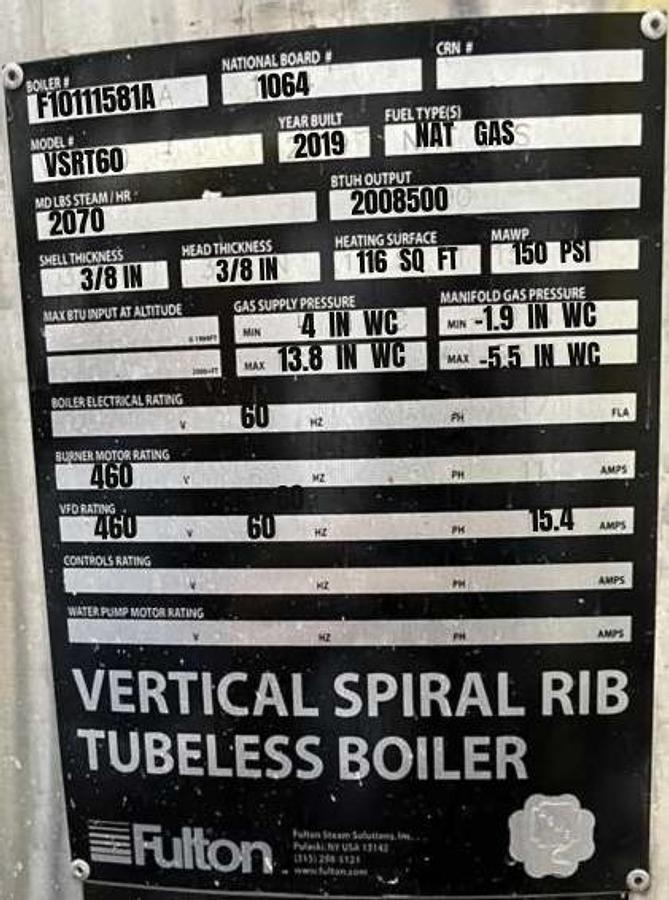 BOILER # NATIONAL BOARD # CRN #
F10111581A 1064
MODEL # YEAR BUILT FUEL TYPE(S)
VSRT60 2019 NAT GAS
MD LBS STEAM / HR BTUH OUTPUT
2070 2008500
SHELL THICKNESS HEAD THICKNESS HEATING SURFACE MAWP
3/8 IN 3/8 IN 116 SQ FT 150 PSI
MAX BTU INPUT AT ALTITUDE GAS SUPPLY PRESSURE MANIFOLD GAS PRESSURE
MIN 4 IN WC MIN -1.9 IN WC
MAX 13.8 IN WC MAX -5.5 IN WC
BOILER ELECTRICAL RATING
V 60 HZ PH FLA
BURNER MOTOR RATING
460 V HZ PH AMPS
VFD RATING
460 V 60 HZ PH 15.4 AMPS
CONTROLS RATING
V HZ PH AMPS
WATER PUMP MOTOR RATING
V HZ PH AMPS
VERTICAL SPIRAL RIB
TUBELESS BOILER
Fulton
Fulton Steam Solutions, Inc.
Pulaski, NY USA 13142
(315) 298-5121
www.fulton.com